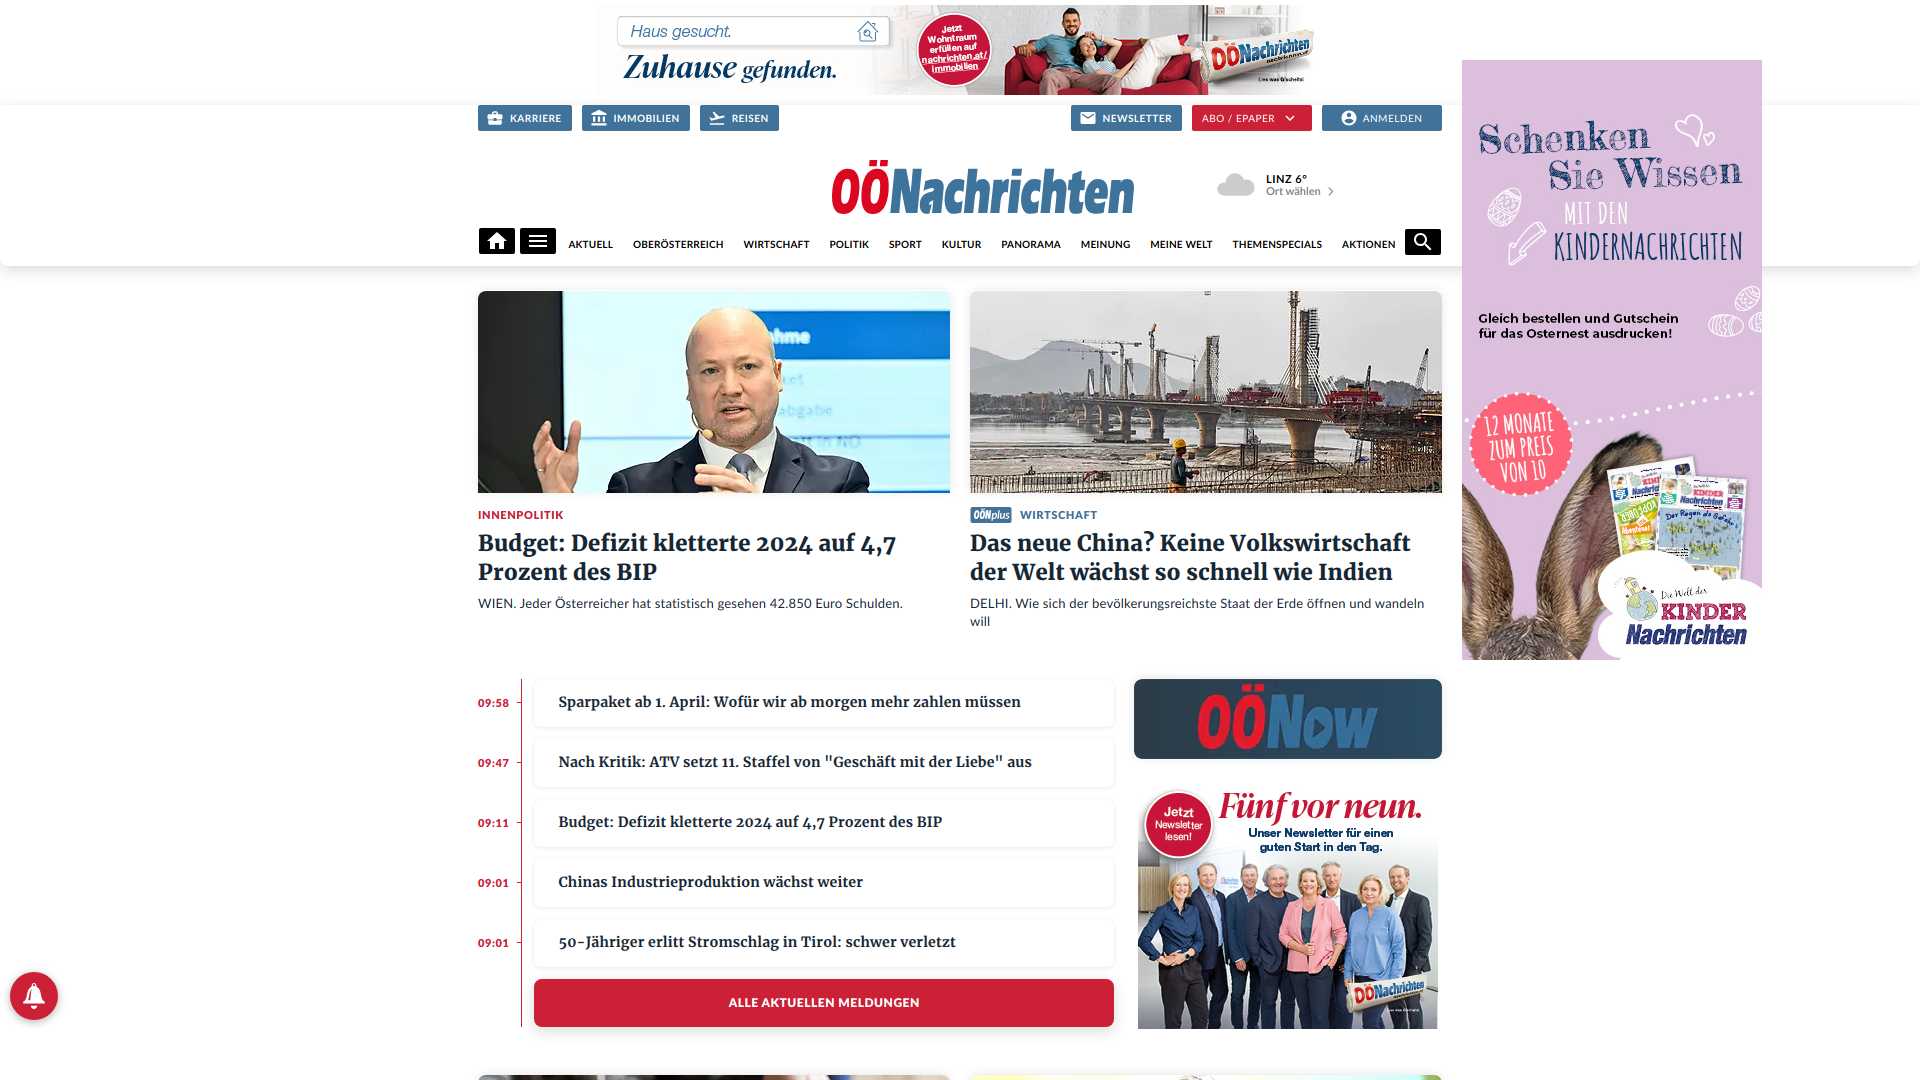 Haus gesucht.
Zuhause gefunden.
Jetzt
Wohntraum
erfüllen auf
nachrichten.at/
immobilien
OÖNachrichten
Lies was G'scheits!
KARRIERE
IMMOBILIEN
REISEN
NEWSLETTER
ABO / EPAPER
ANMELDEN
OÖNachrichten
LINZ 6°
Ort wählen
AKTUELL
OBERÖSTERREICH
WIRTSCHAFT
POLITIK
SPORT
KULTUR
PANORAMA
MEINUNG
MEINE WELT
THEMENSPECIALS
AKTIONEN
Schenken
Sie Wissen
MIT DEN
KINDERNACHRICHTEN
Gleich bestellen und Gutschein
für das Osternest ausdrucken!
12 MONATE
ZUM PREIS
VON 10
Die Welt der
KINDER
Nachrichten
INNENPOLITIK
Budget: Defizit kletterte 2024 auf 4,7
Prozent des BIP
WIEN. Jeder Österreicher hat statistisch gesehen 42.850 Euro Schulden.
OÖNplus WIRTSCHAFT
Das neue China? Keine Volkswirtschaft
der Welt wächst so schnell wie Indien
DELHI. Wie sich der bevölkerungsreichste Staat der Erde öffnen und wandeln
will
09:58 Sparpaket ab 1. April: Wofür wir ab morgen mehr zahlen müssen
09:47 Nach Kritik: ATV setzt 11. Staffel von "Geschäft mit der Liebe" aus
09:11 Budget: Defizit kletterte 2024 auf 4,7 Prozent des BIP
09:01 Chinas Industrieproduktion wächst weiter
09:01 50-Jähriger erlitt Stromschlag in Tirol: schwer verletzt
ALLE AKTUELLEN MELDUNGEN
OÖNow
Jetzt
Newsletter
lesen!
Fünf vor neun.
Unser Newsletter für einen
guten Start in den Tag.
OÖNachrichten